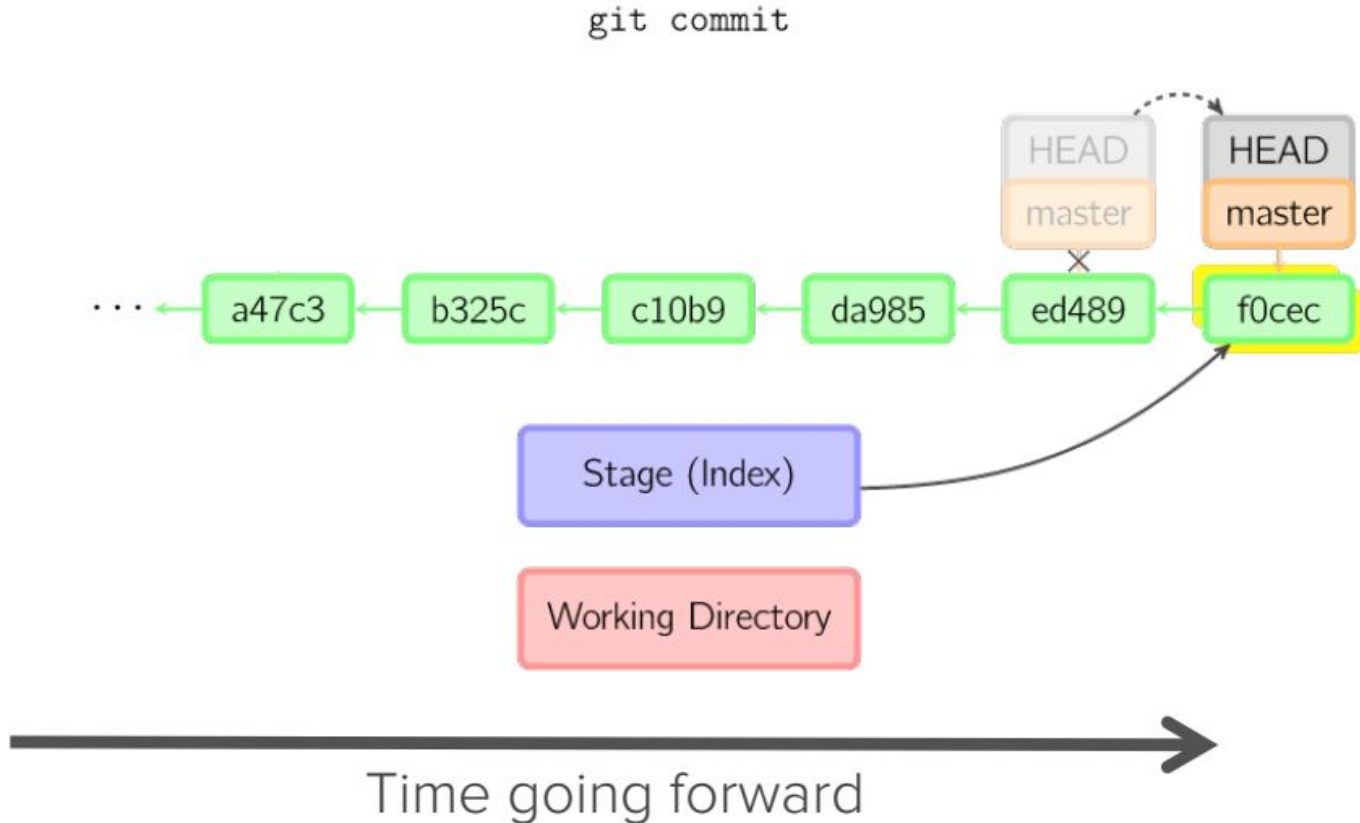 git commit
HEAD HEAD
master master
... a47c3 b325c c10b9 da985 ed489 f0cec
Stage (Index)
Working Directory
Time going forward